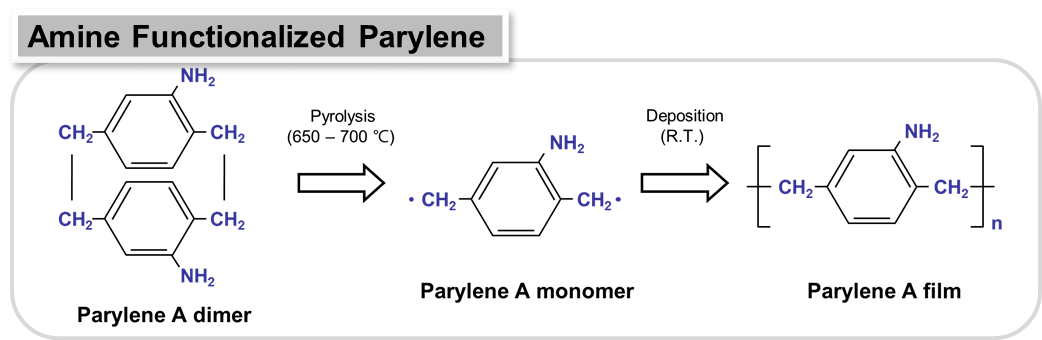 Amine Functionalized Parylene
NH₂
CH₂
CH₂
CH₂
CH₂
NH₂
Parylene A dimer
Pyrolysis
(650 – 700 ℃)
NH₂
· CH₂
CH₂·
Parylene A monomer
Deposition
(R.T.)
NH₂
CH₂
CH₂
n
Parylene A film